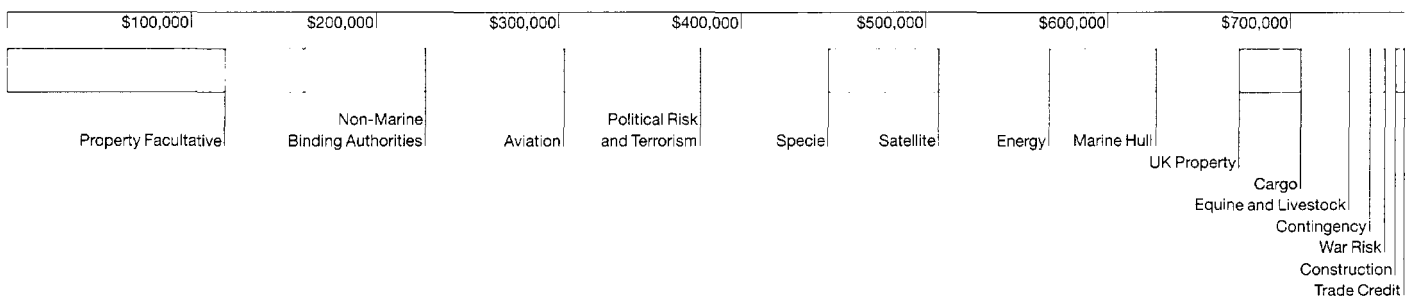 $100,000 $200,000 $300,000 $400,000 $500,000 $600,000 $700,000
Non-Marine Political Risk
Property Facultative Binding Authorities Aviation and Terrorism Specie Satellite Energy Marine Hull
UK Property
Cargo
Equine and Livestock
Contingency
War Risk
Construction
Trade Credit